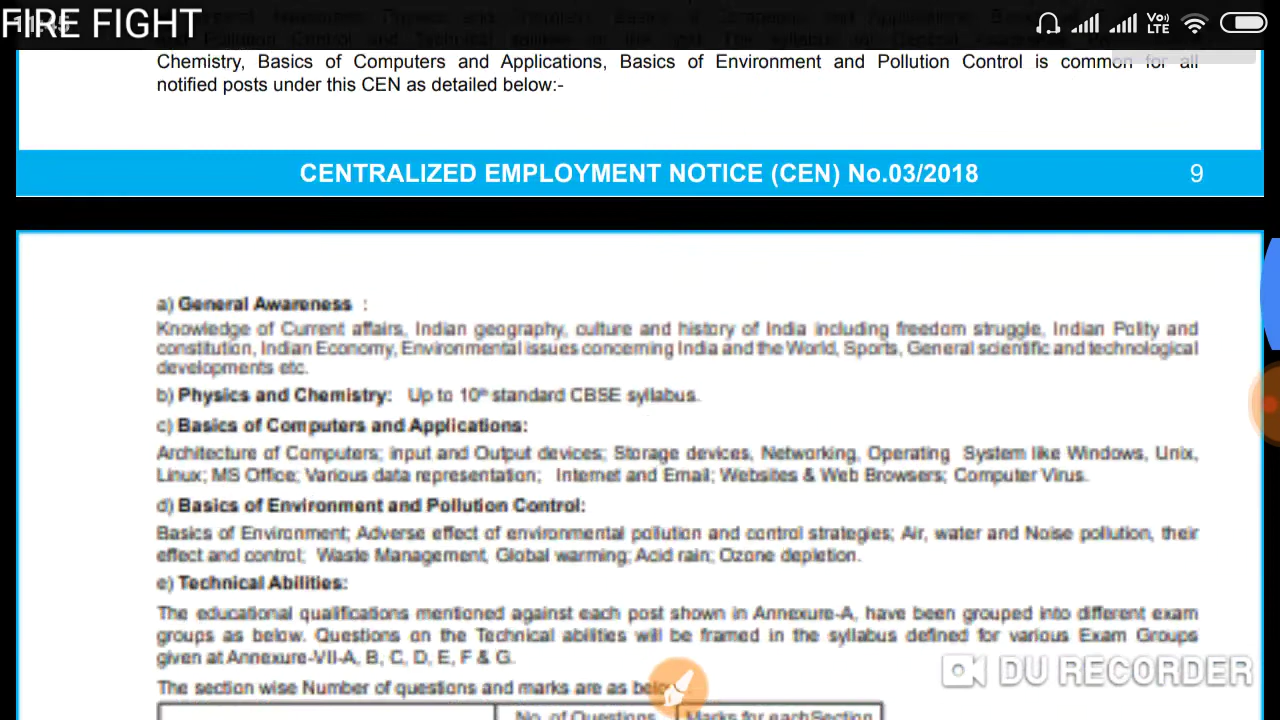 FIRE FIGHT
Vo)
LTE
Chemistry, Basics of Computers and Applications, Basics of Environment and Pollution Control is common for all
notified posts under this CEN as detailed below:-
CENTRALIZED EMPLOYMENT NOTICE (CEN) No.03/2018 9
a) General Awareness :
Knowledge of Current affairs, Indian geography, culture and history of India including freedom struggle, Indian Polity and
constitution, Indian Economy, Environmental issues concerning India and the World, Sports, General scientific and technological
developments etc.
b) Physics and Chemistry: Up to 10th standard CBSE syllabus.
c) Basics of Computers and Applications:
Architecture of Computers; input and Output devices; Storage devices, Networking, Operating System like Windows, Unix,
Linux; MS Office; Various data representation; Internet and Email; Websites & Web Browsers; Computer Virus.
d) Basics of Environment and Pollution Control:
Basics of Environment; Adverse effect of environmental pollution and control strategies; Air, water and Noise pollution, their
effect and control; Waste Management, Global warming; Acid rain; Ozone depletion.
e) Technical Abilities:
The educational qualifications mentioned against each post shown in Annexure-A, have been grouped into different exam
groups as below. Questions on the Technical abilities will be framed in the syllabus defined for various Exam Groups
given at Annexure-VII-A, B, C, D, E, F & G.
DU RECORDER
The section wise Number of questions and marks are as below
No. of Questions Marks for each Section